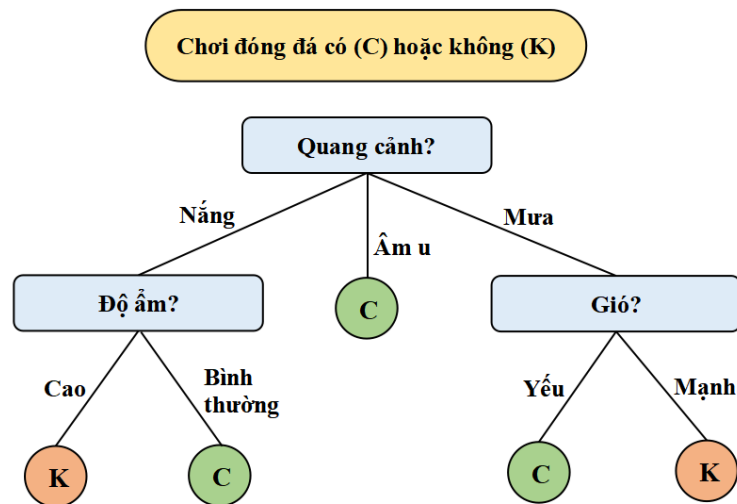 Chơi đóng đá có (C) hoặc không (K)
Quang cảnh?
Nắng
Âm u
Mưa
Độ ẩm?
C
Gió?
Cao
Bình
thường
Yếu
Mạnh
K
C
C
K